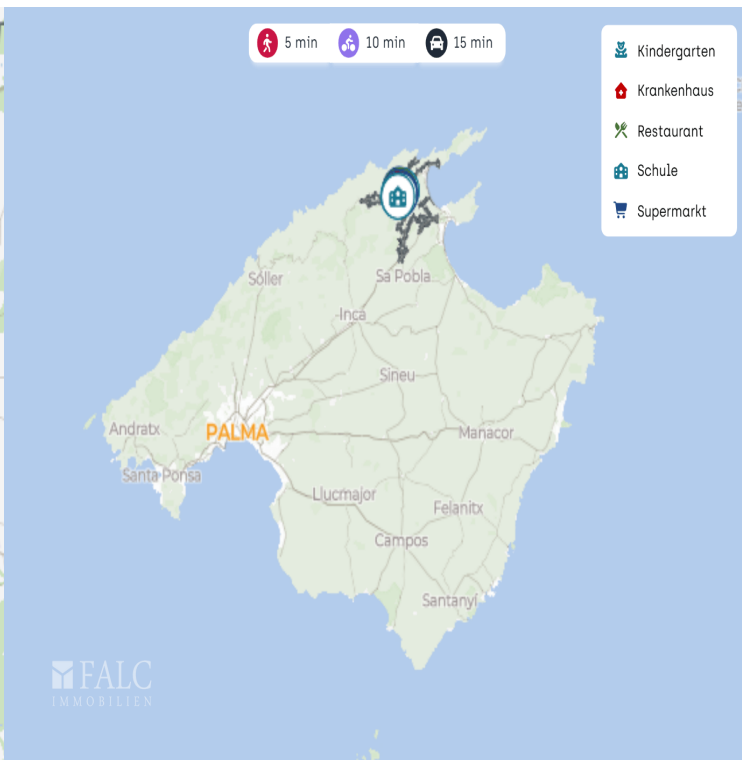 5 min 10 min 15 min
Kindergarten
Krankenhaus
Restaurant
Schule
Supermarkt
Sóller
Sa Pobla
Inca
Sineu
Andratx
PALMA
Manacor
Santa Ponsa
Llucmajor
Felanitx
Campos
Santanyí
FALC
IMMOBILIEN